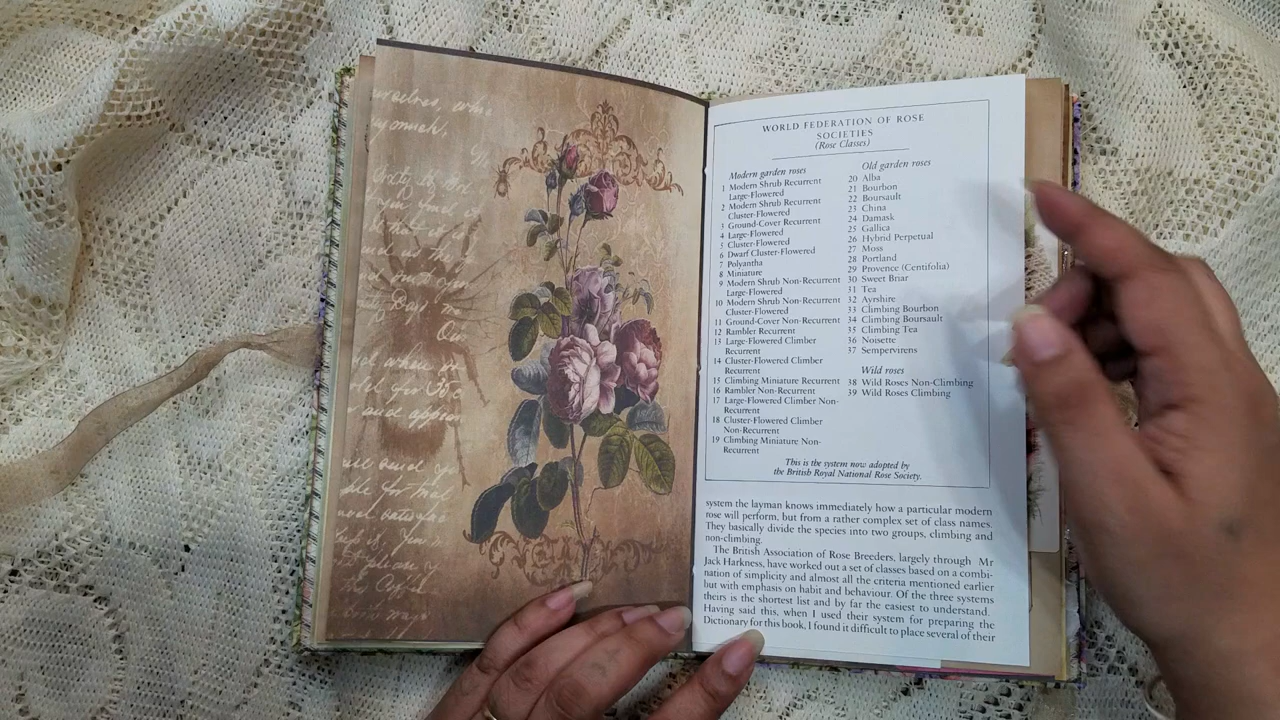 WORLD FEDERATION OF ROSE
SOCIETIES
(Rose Classes)
Modern garden roses
1 Modern Shrub Recurrent
Large-Flowered
2 Modern Shrub Recurrent
Cluster-Flowered
3 Ground-Cover Recurrent
4 Large-Flowered
5 Cluster-Flowered
6 Dwarf Cluster-Flowered
7 Polyantha
8 Miniature
9 Modern Shrub Non-Recurrent
Large-Flowered
10 Modern Shrub Non-Recurrent
Cluster-Flowered
11 Ground-Cover Non-Recurrent
12 Rambler Recurrent
13 Large-Flowered Climber
Recurrent
14 Cluster-Flowered Climber
Recurrent
15 Climbing Miniature Recurrent
16 Rambler Non-Recurrent
17 Large-Flowered Climber Non-
Recurrent
18 Cluster-Flowered Climber
Non-Recurrent
19 Climbing Miniature Non-
Recurrent
Old garden roses
20 Alba
21 Bourbon
22 Boursault
23 China
24 Damask
25 Gallica
26 Hybrid Perpetual
27 Moss
28 Portland
29 Provence (Centifolia)
30 Sweet Briar
31 Tea
32 Ayrshire
33 Climbing Bourbon
34 Climbing Boursault
35 Climbing Tea
36 Noisette
37 Sempervirens
Wild roses
38 Wild Roses Non-Climbing
39 Wild Roses Climbing
This is the system now adopted by
the British Royal National Rose Society.
system the layman knows immediately how a particular modern
rose will perform, but from a rather complex set of class names.
They basically divide the species into two groups, climbing and
non-climbing.
The British Association of Rose Breeders, largely through Mr
Jack Harkness, have worked out a set of classes based on a combi-
nation of simplicity and almost all the criteria mentioned earlier
but with emphasis on habit and behaviour. Of the three systems
theirs is the shortest list and by far the easiest to understand.
Having said this, when I used their system for preparing the
Dictionary for this book, I found it difficult to place several of their